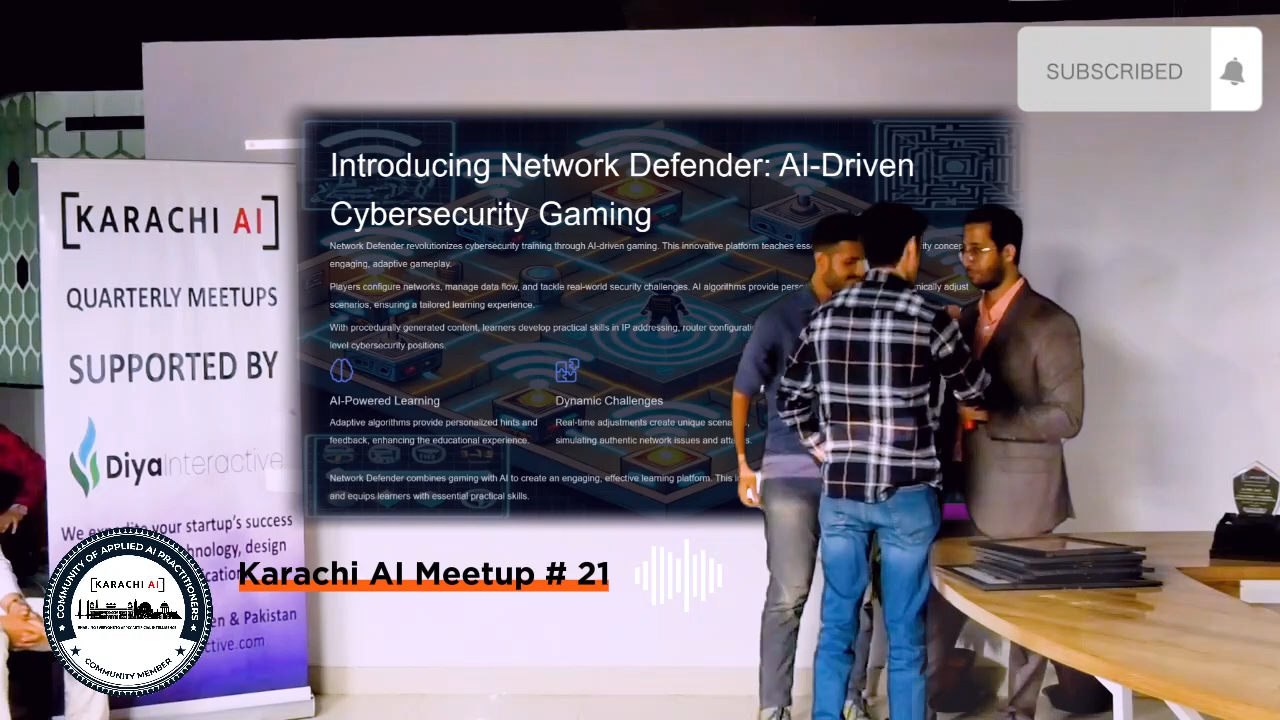 SUBSCRIBED
[KARACHI AI]
QUARTERLY MEETUPS
SUPPORTED BY
DiyaInteractive
We expedite your startup's success
design
en & Pakistan
Introducing Network Defender: AI-Driven
Cybersecurity Gaming
Network Defender revolutionizes cybersecurity training through AI-driven gaming. This innovative platform teaches
engaging, adaptive gameplay.
Players configure networks, manage data flow, and tackle real-world security challenges. AI algorithms provide
adjust
scenarios, ensuring a tailored learning experience.
With procedurally generated content, learners develop practical skills in IP addressing, router
level cybersecurity positions.
AI-Powered Learning
Adaptive algorithms provide personalized hints and
feedback, enhancing the educational experience.
Dynamic Challenges
Real-time adjustments create unique
simulating authentic network issues and
Network Defender combines gaming with AI to create an engaging, effective learning platform. This
and equips learners with essential practical skills.
COMMUNITY OF APPLIED AI PRACTITIONERS
[KARACHI AI]
COMMUNITY MEMBER
Karachi AI Meetup # 21